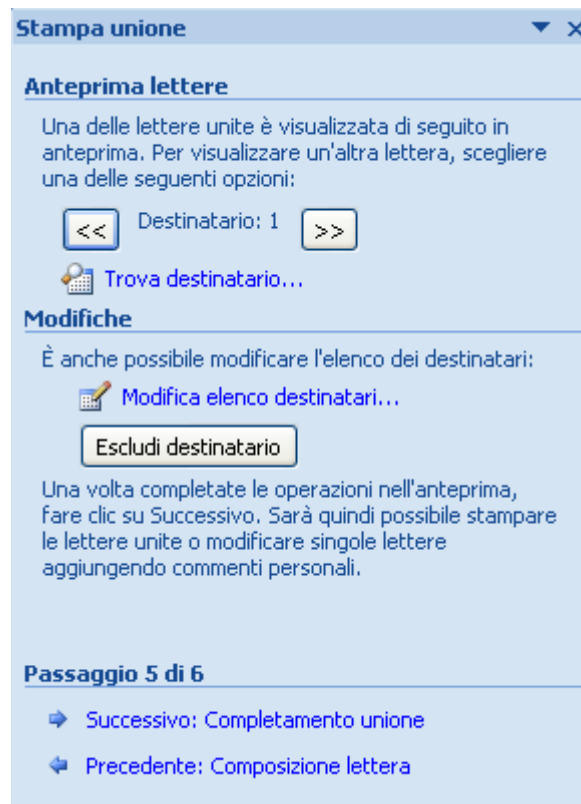 Stampa unione
Anteprima lettere
Una delle lettere unite è visualizzata di seguito in
anteprima. Per visualizzare un'altra lettera, scegliere
una delle seguenti opzioni:
<< Destinatario: 1 >>
Trova destinatario...
Modifiche
È anche possibile modificare l'elenco dei destinatari:
Modifica elenco destinatari...
Escludi destinatario
Una volta completate le operazioni nell'anteprima,
fare clic su Successivo. Sarà quindi possibile stampare
le lettere unite o modificare singole lettere
aggiungendo commenti personali.
Passaggio 5 di 6
Successivo: Completamento unione
Precedente: Composizione lettera